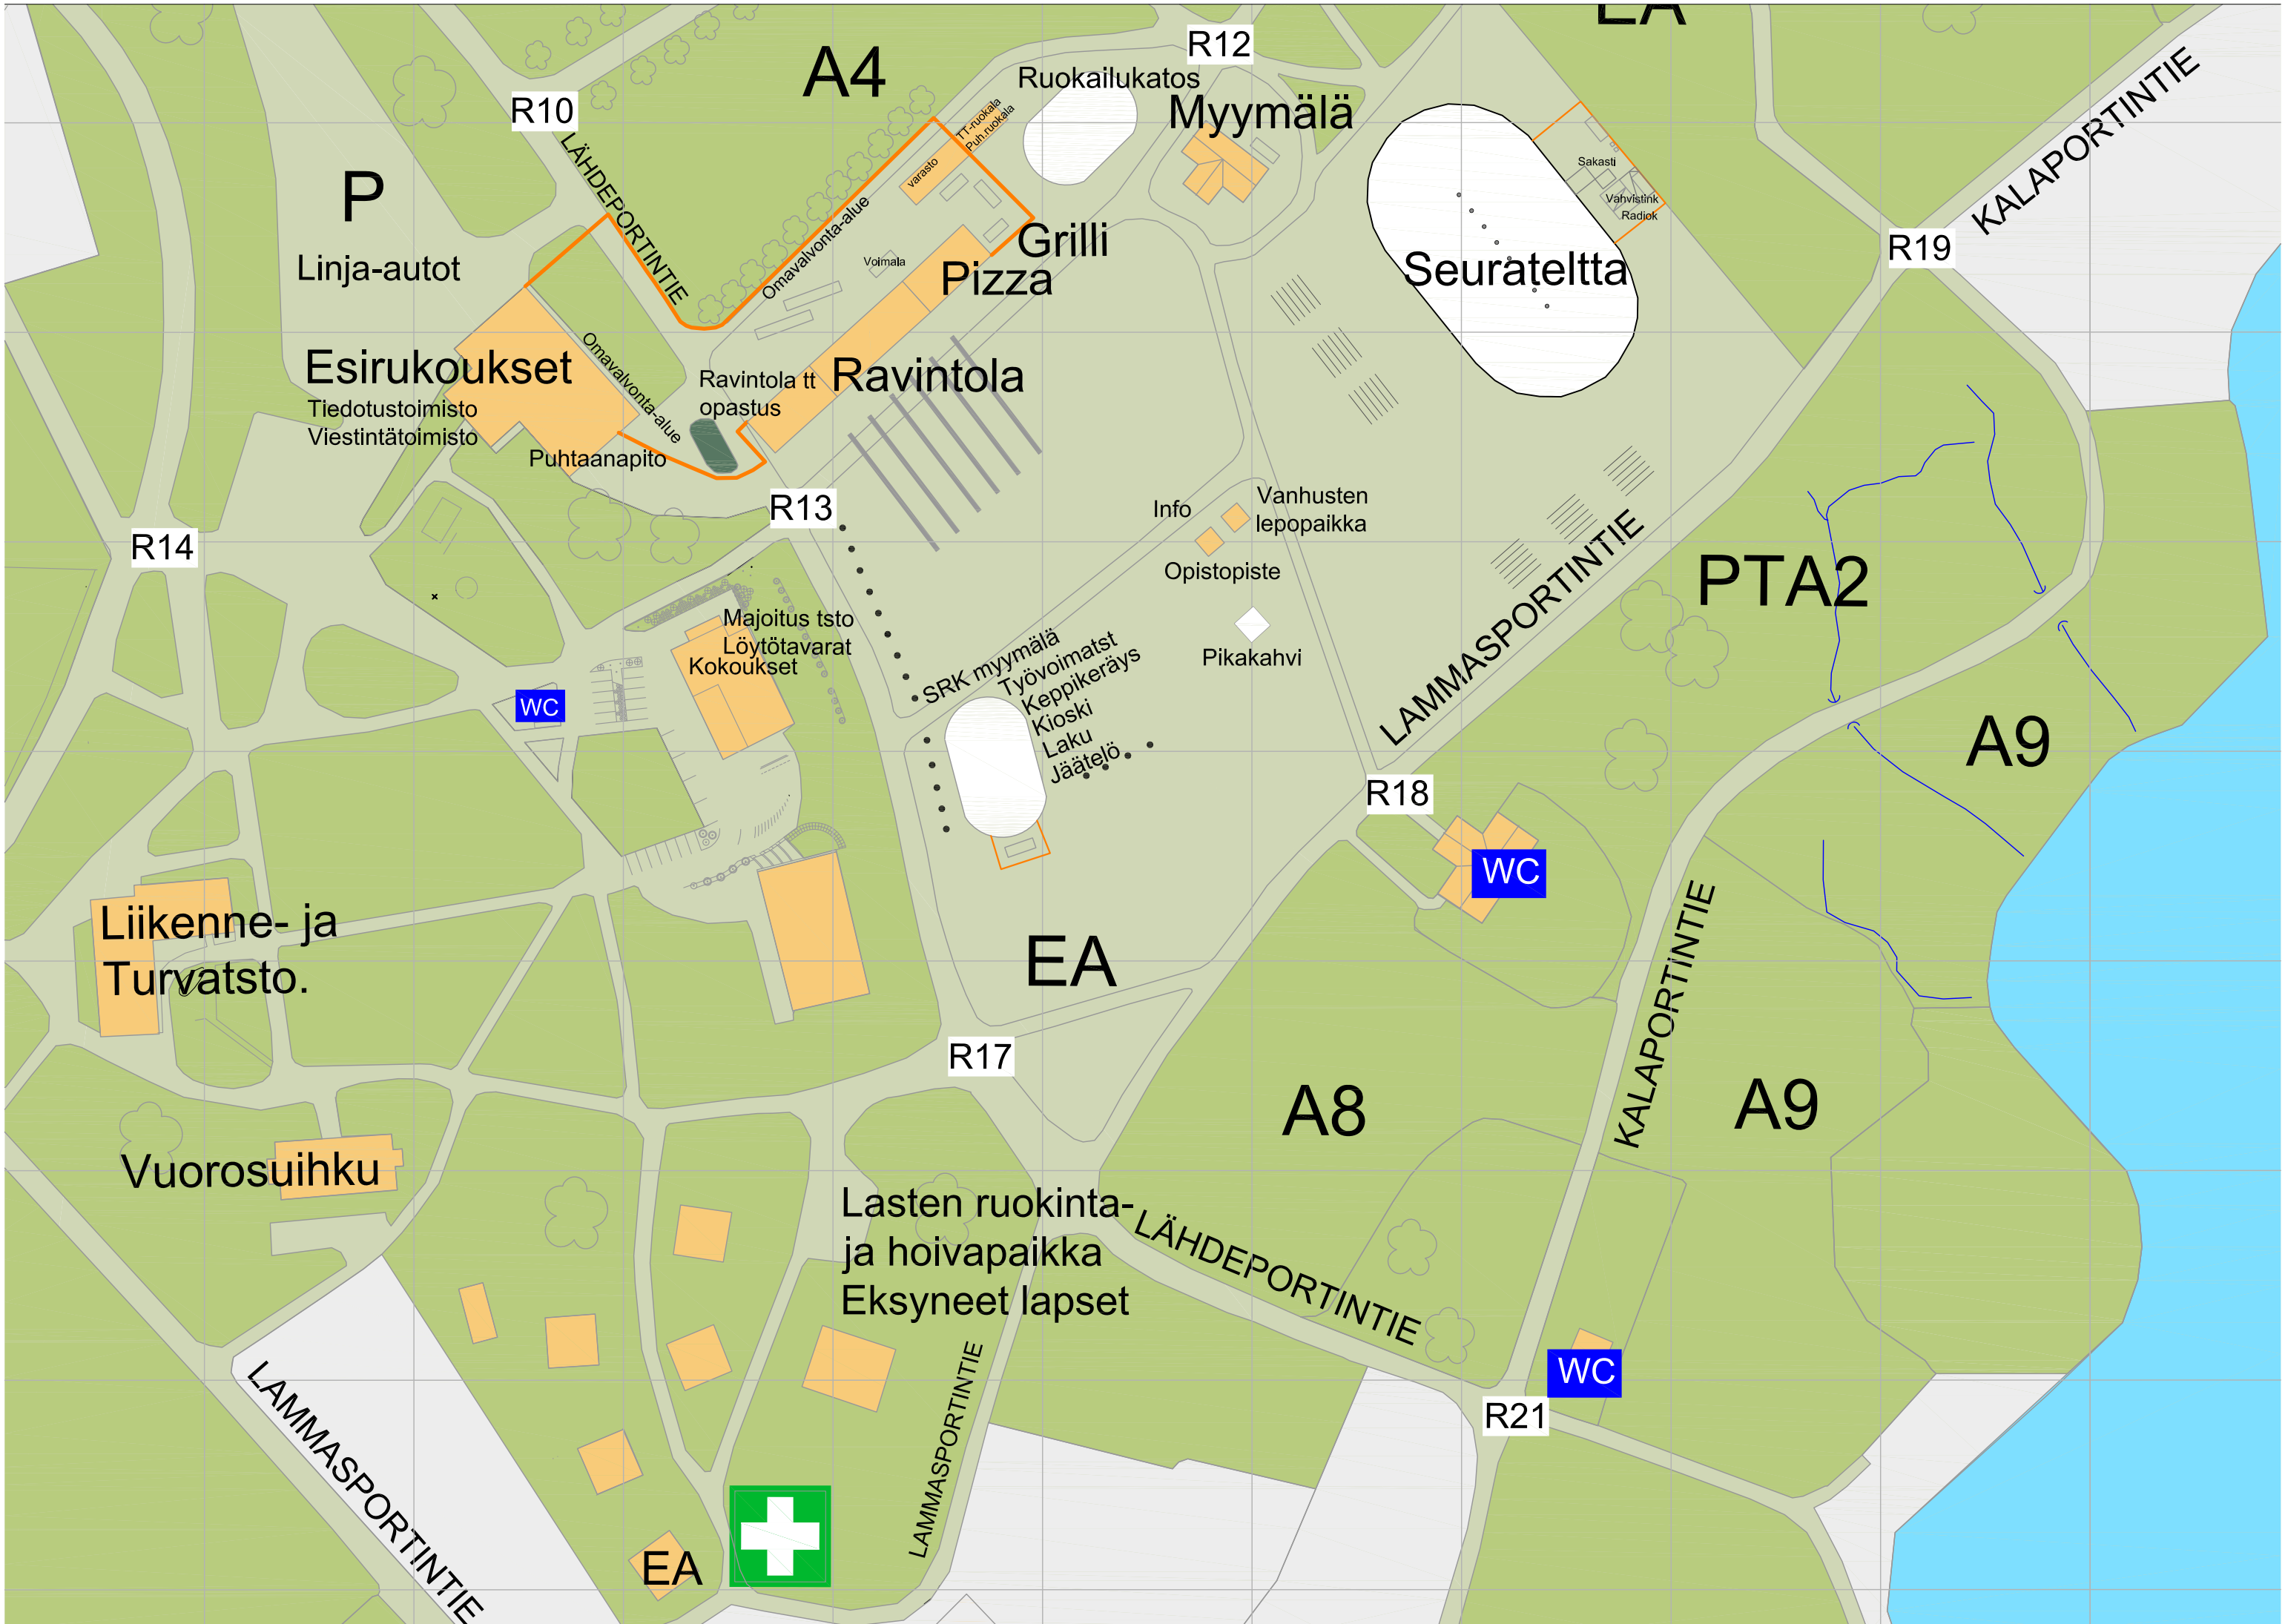 EA
R12
A4
Ruokailukatos
R10
Myymälä
TT-ruokala
Puh.ruokala
KALAPORTINTIE
LÄHDEPORTINTIE
varasto
Sakasti
P
Vahvistink
Radiok
Omavalvonta-alue
Grilli
R19
Linja-autot
Voimala
Pizza
Seurateltta
Esirukoukset
Tiedotustoimisto
Viestintätoimisto
Omavalvonta-alue
Ravintola tt
opastus
Ravintola
Puhtaanapito
R13
Info
Vanhusten
lepopaikka
R14
Opistopiste
PTA2
LAMMASPORTINTIE
Majoitus tsto
Löytötavarat
Kokoukset
Pikakahvi
SRK myymälä
Työvoimatst
Keppikeräys
Kioski
Laku
Jäätelö
WC
A9
R18
WC
Liikenne- ja
Turvatsto.
EA
KALAPORTINTIE
R17
A8
A9
Vuorosuihku
Lasten ruokinta-
ja hoivapaikka
Eksyneet lapset
LÄHDEPORTINTIE
WC
R21
LAMMASPORTINTIE
LAMMASPORTINTIE
EA